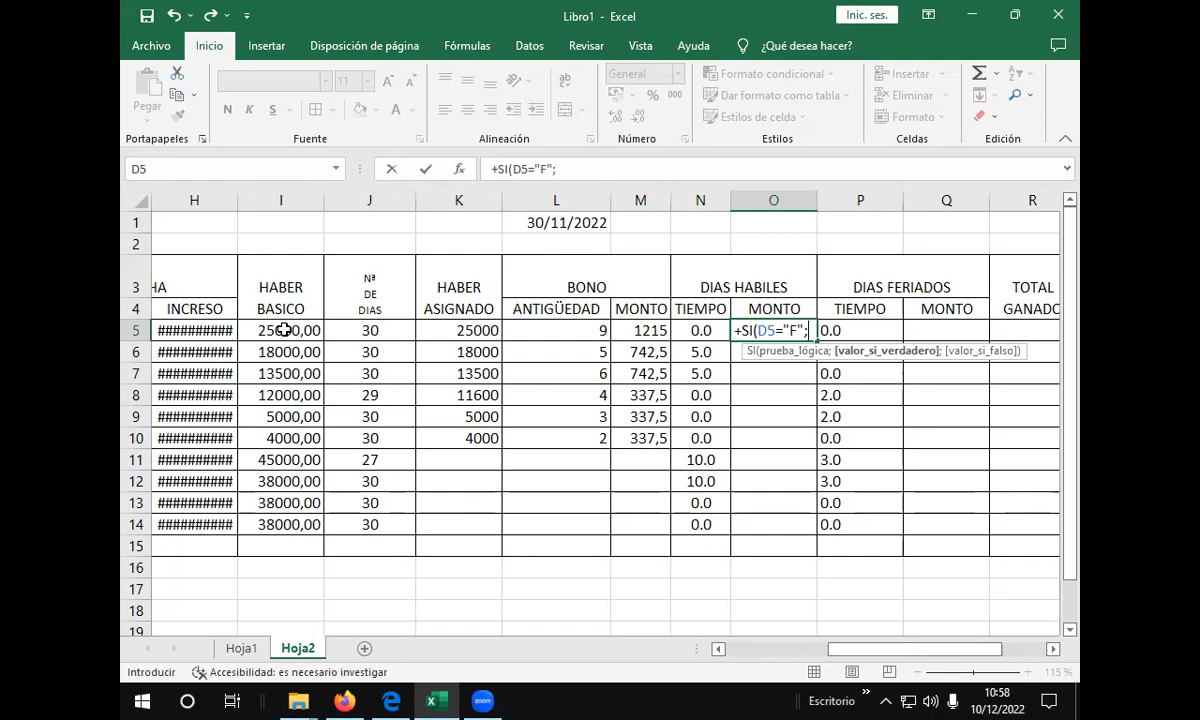 Libro1 - Excel
Inic. ses.
Archivo Inicio Insertar Disposición de página Fórmulas Datos Revisar Vista Ayuda ¿Qué desea hacer?
Pegar
11
N K S
A A
General
% 000
Formato condicional
Dar formato como tabla
Estilos de celda
Insertar
Eliminar
Formato
Portapapeles Fuente Alineación Número Estilos Celdas Edición
D5 fx +SI(D5="F";
H I J K L M N O P Q R
1 30/11/2022
2
3 HA HABER Nª DE DIAS HABER BONO DIAS HABILES DIAS FERIADOS TOTAL
4 INCRESO BASICO ASIGNADO ANTIGÜEDAD MONTO TIEMPO MONTO TIEMPO MONTO GANADO
5 ########## 25000,00 30 25000 9 1215 0.0 +SI(D5="F"; 0.0
6 ########## 18000,00 30 18000 5 742,5 5.0 SI(prueba_lógica; [valor_si_verdadero]; [valor_si_falso])
7 ########## 13500,00 30 13500 6 742,5 5.0 0.0
8 ########## 12000,00 29 11600 4 337,5 0.0 2.0
9 ########## 5000,00 30 5000 3 337,5 0.0 2.0
10 ########## 4000,00 30 4000 2 337,5 0.0 0.0
11 ########## 45000,00 27 10.0 3.0
12 ########## 38000,00 30 10.0 3.0
13 ########## 38000,00 30 0.0 0.0
14 ########## 38000,00 30 0.0 0.0
15
16
17
18
19
Hoja1 Hoja2
Introducir Accesibilidad: es necesario investigar 115 %
zoom
Escritorio
10:58
10/12/2022